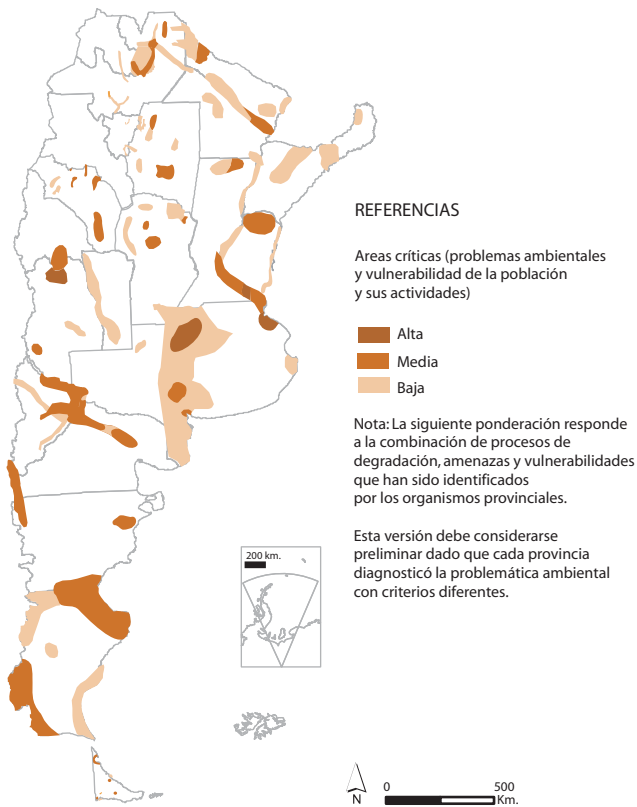 REFERENCIAS
Areas críticas (problemas ambientales
y vulnerabilidad de la población
y sus actividades)
Alta
Media
Baja
Nota: La siguiente ponderación responde
a la combinación de procesos de
degradación, amenazas y vulnerabilidades
que han sido identificados
por los organismos provinciales.
Esta versión debe considerarse
preliminar dado que cada provincia
diagnosticó la problemática ambiental
con criterios diferentes.
200 km.
N
0 500
Km.